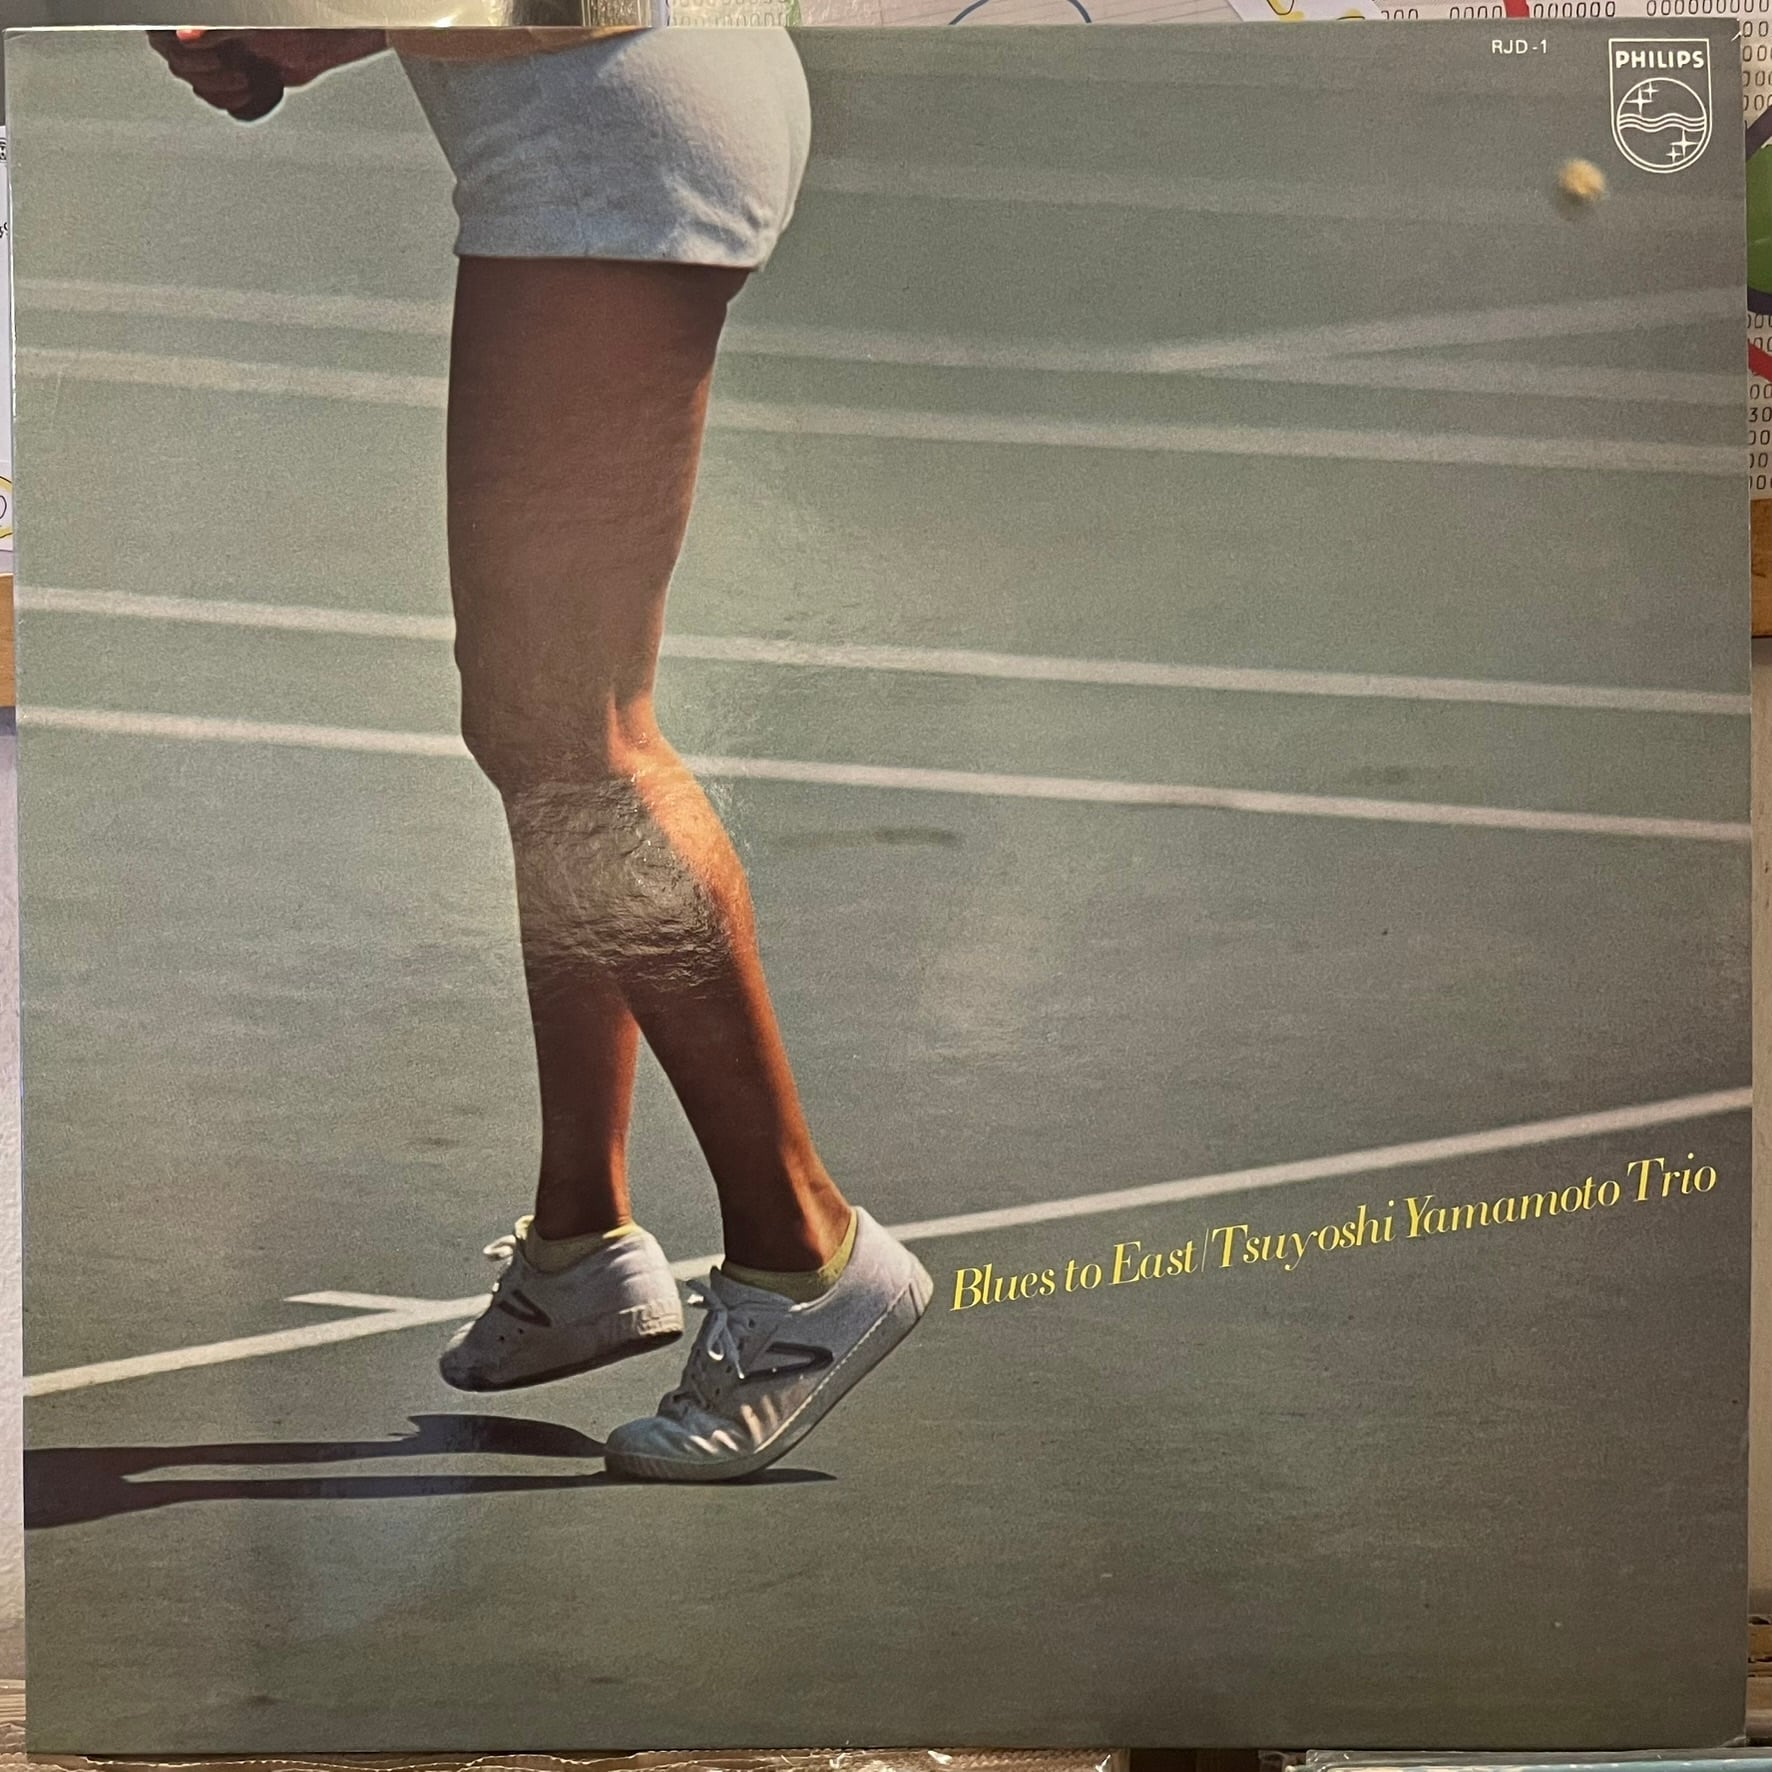 RJD-1
PHILIPS
Blues to East/Tsuyoshi Yamamoto Trio